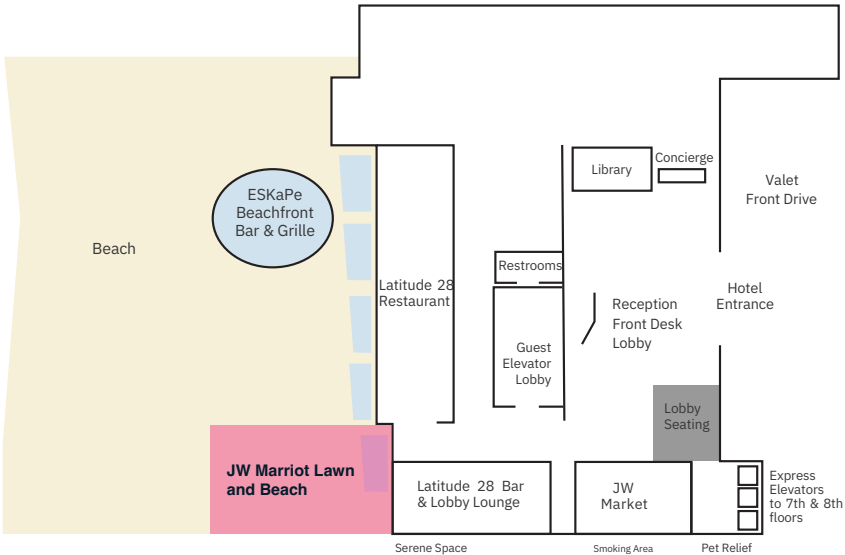 Library
Concierge
Valet
Front Drive
ESKaPe
Beachfront
Bar & Grille
Beach
Restrooms
Latitude 28
Restaurant
Hotel
Entrance
Reception
Front Desk
Lobby
Guest
Elevator
Lobby
Lobby
Seating
JW Marriot Lawn
and Beach
Latitude 28 Bar
& Lobby Lounge
JW
Market
Express
Elevators
to 7th & 8th
floors
Serene Space
Smoking Area
Pet Relief